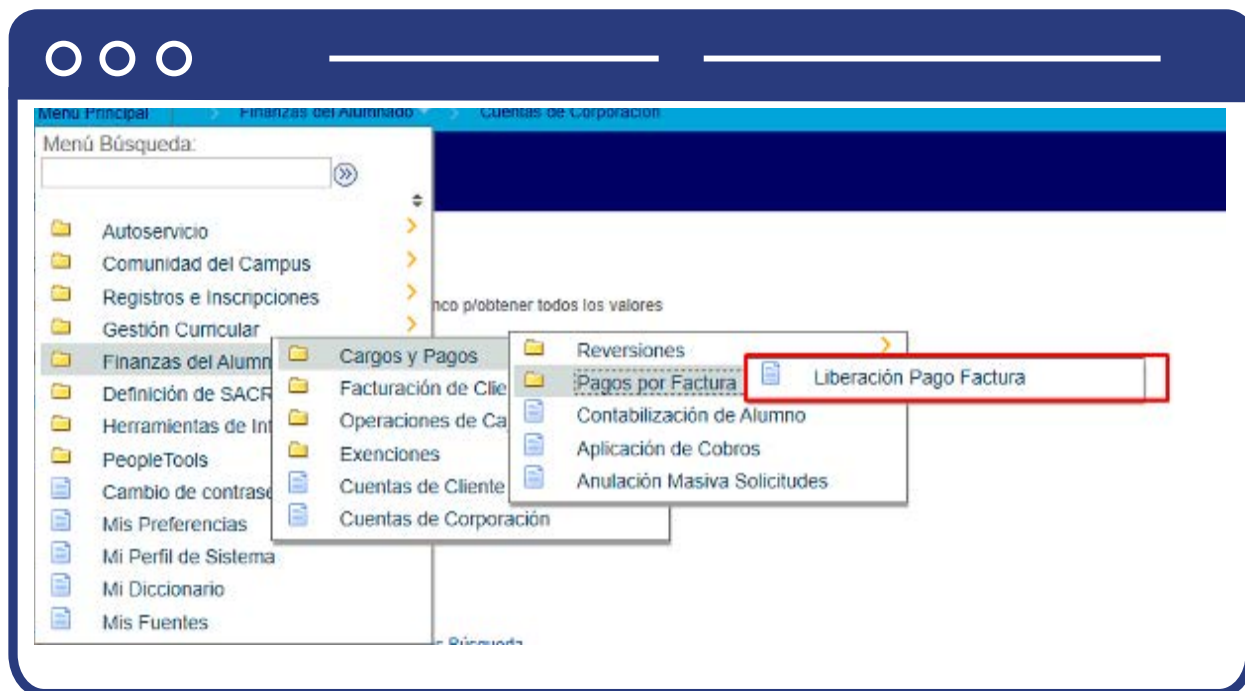 Menú Principal > Finanzas del Alumnado > Cuentas de Corporación
Menú Búsqueda:
Autoservicio
Comunidad del Campus
Registros e Inscripciones
nco p/obtener todos los valores
Gestión Curricular
Finanzas del Alumn
Cargos y Pagos
Reversiones
Liberación Pago Factura
Definición de SACR
Facturación de Clie
Pagos por Factura
Herramientas de Int
Operaciones de Ca
Contabilización de Alumno
PeopleTools
Exenciones
Aplicación de Cobros
Cambio de contrase
Cuentas de Cliente
Anulación Masiva Solicitudes
Mis Preferencias
Cuentas de Corporación
Mi Perfil de Sistema
Mi Diccionario
Mis Fuentes
Búsqueda